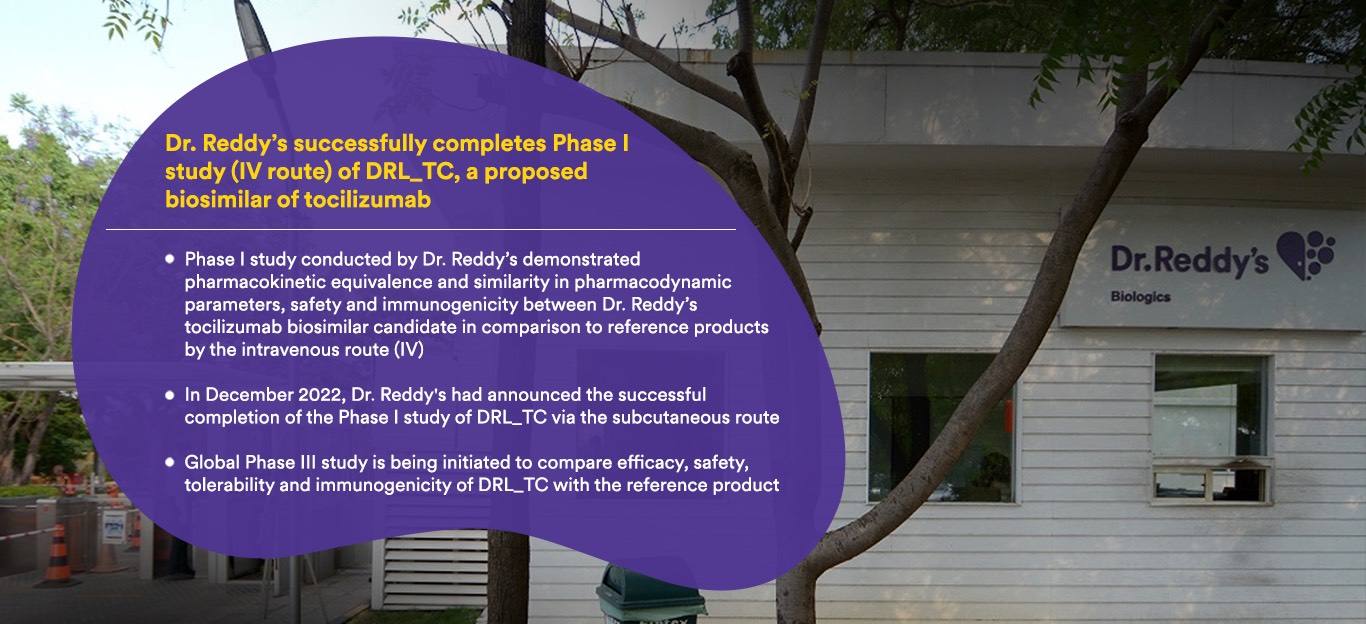 Dr. Reddy’s successfully completes Phase I
study (IV route) of DRL_TC, a proposed
biosimilar of tocilizumab
Phase I study conducted by Dr. Reddy’s demonstrated
pharmacokinetic equivalence and similarity in pharmacodynamic
parameters, safety and immunogenicity between Dr. Reddy’s
tocilizumab biosimilar candidate in comparison to reference products
by the intravenous route (IV)
In December 2022, Dr. Reddy's had announced the successful
completion of the Phase I study of DRL_TC via the subcutaneous route
Global Phase III study is being initiated to compare efficacy, safety,
tolerability and immunogenicity of DRL_TC with the reference product
Dr.Reddy’s
Biologics